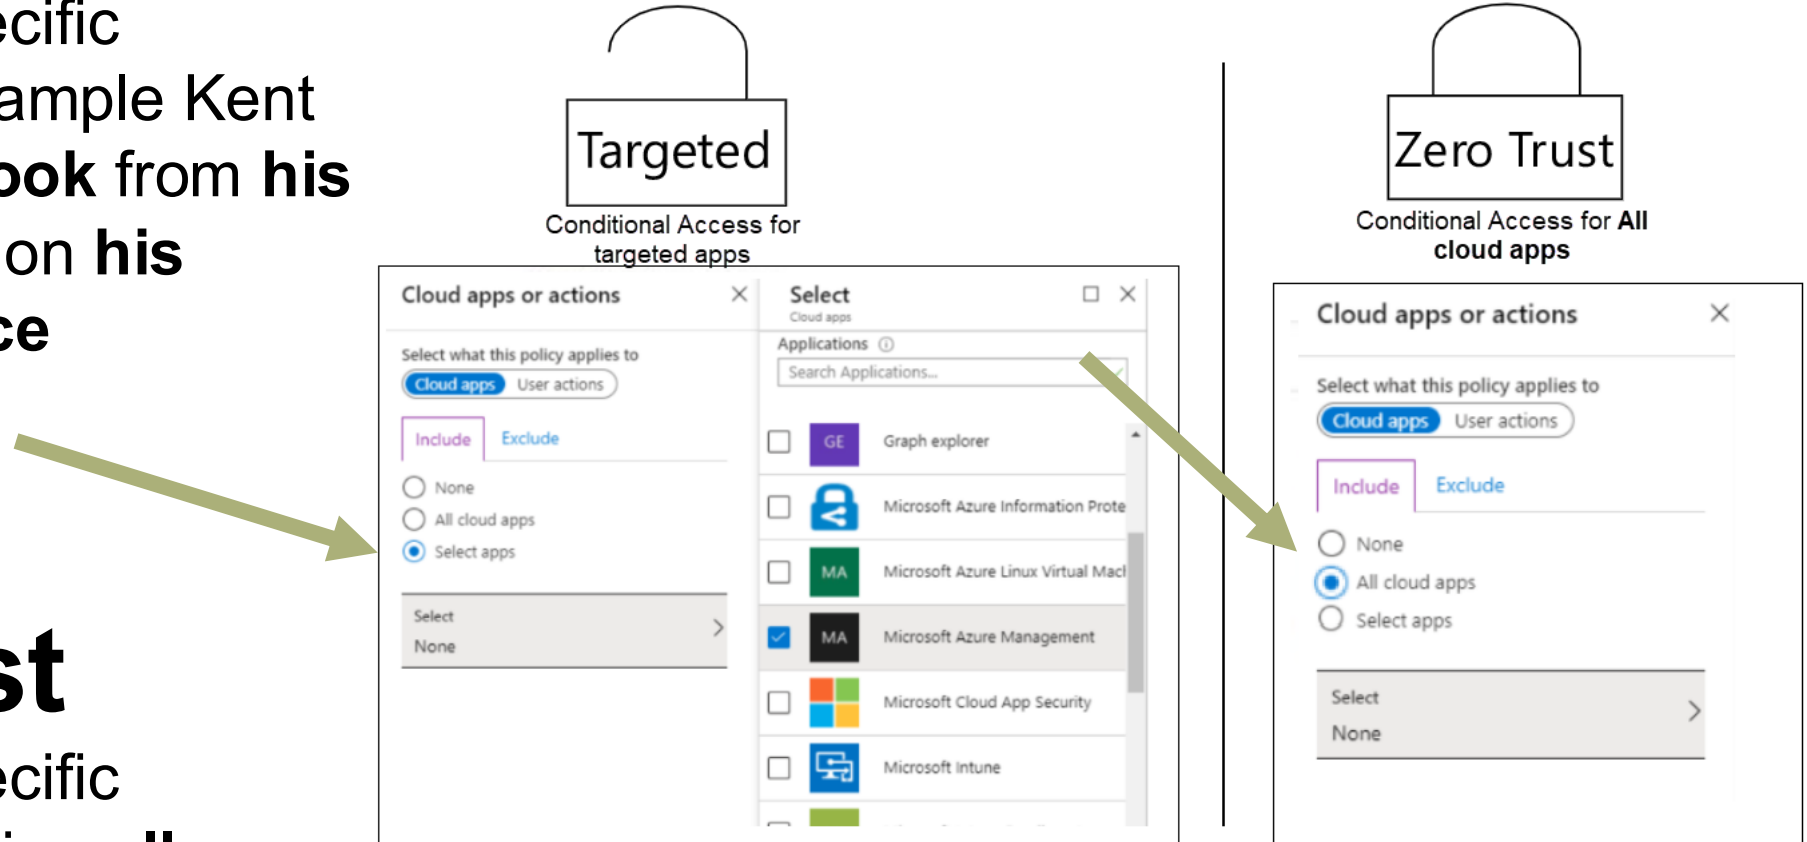 ecific
ample Kent
ook from his
on his
ce
st
ecific
Targeted
Conditional Access for
targeted apps
Cloud apps or actions
Select what this policy applies to
Cloud apps User actions
Include Exclude
None
All cloud apps
Select apps
Select
None
Select
Cloud apps
Applications
Search Applications...
GE Graph explorer
Microsoft Azure Information Prote
MA Microsoft Azure Linux Virtual Mach
MA Microsoft Azure Management
Microsoft Cloud App Security
Microsoft Intune
Zero Trust
Conditional Access for All
cloud apps
Cloud apps or actions
Select what this policy applies to
Cloud apps User actions
Include Exclude
None
All cloud apps
Select apps
Select
None